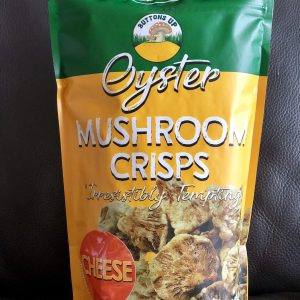 BUTTONS UP
Oyster
MUSHROOM
CRISPS
Irresistibly Tempting
CHEESE